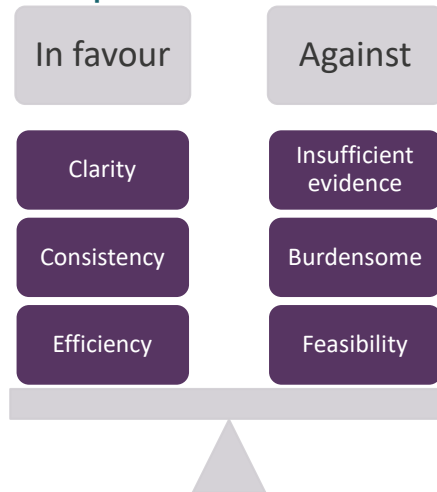 In favour
Against
Clarity
Insufficient
evidence
Consistency
Burdensome
Efficiency
Feasibility